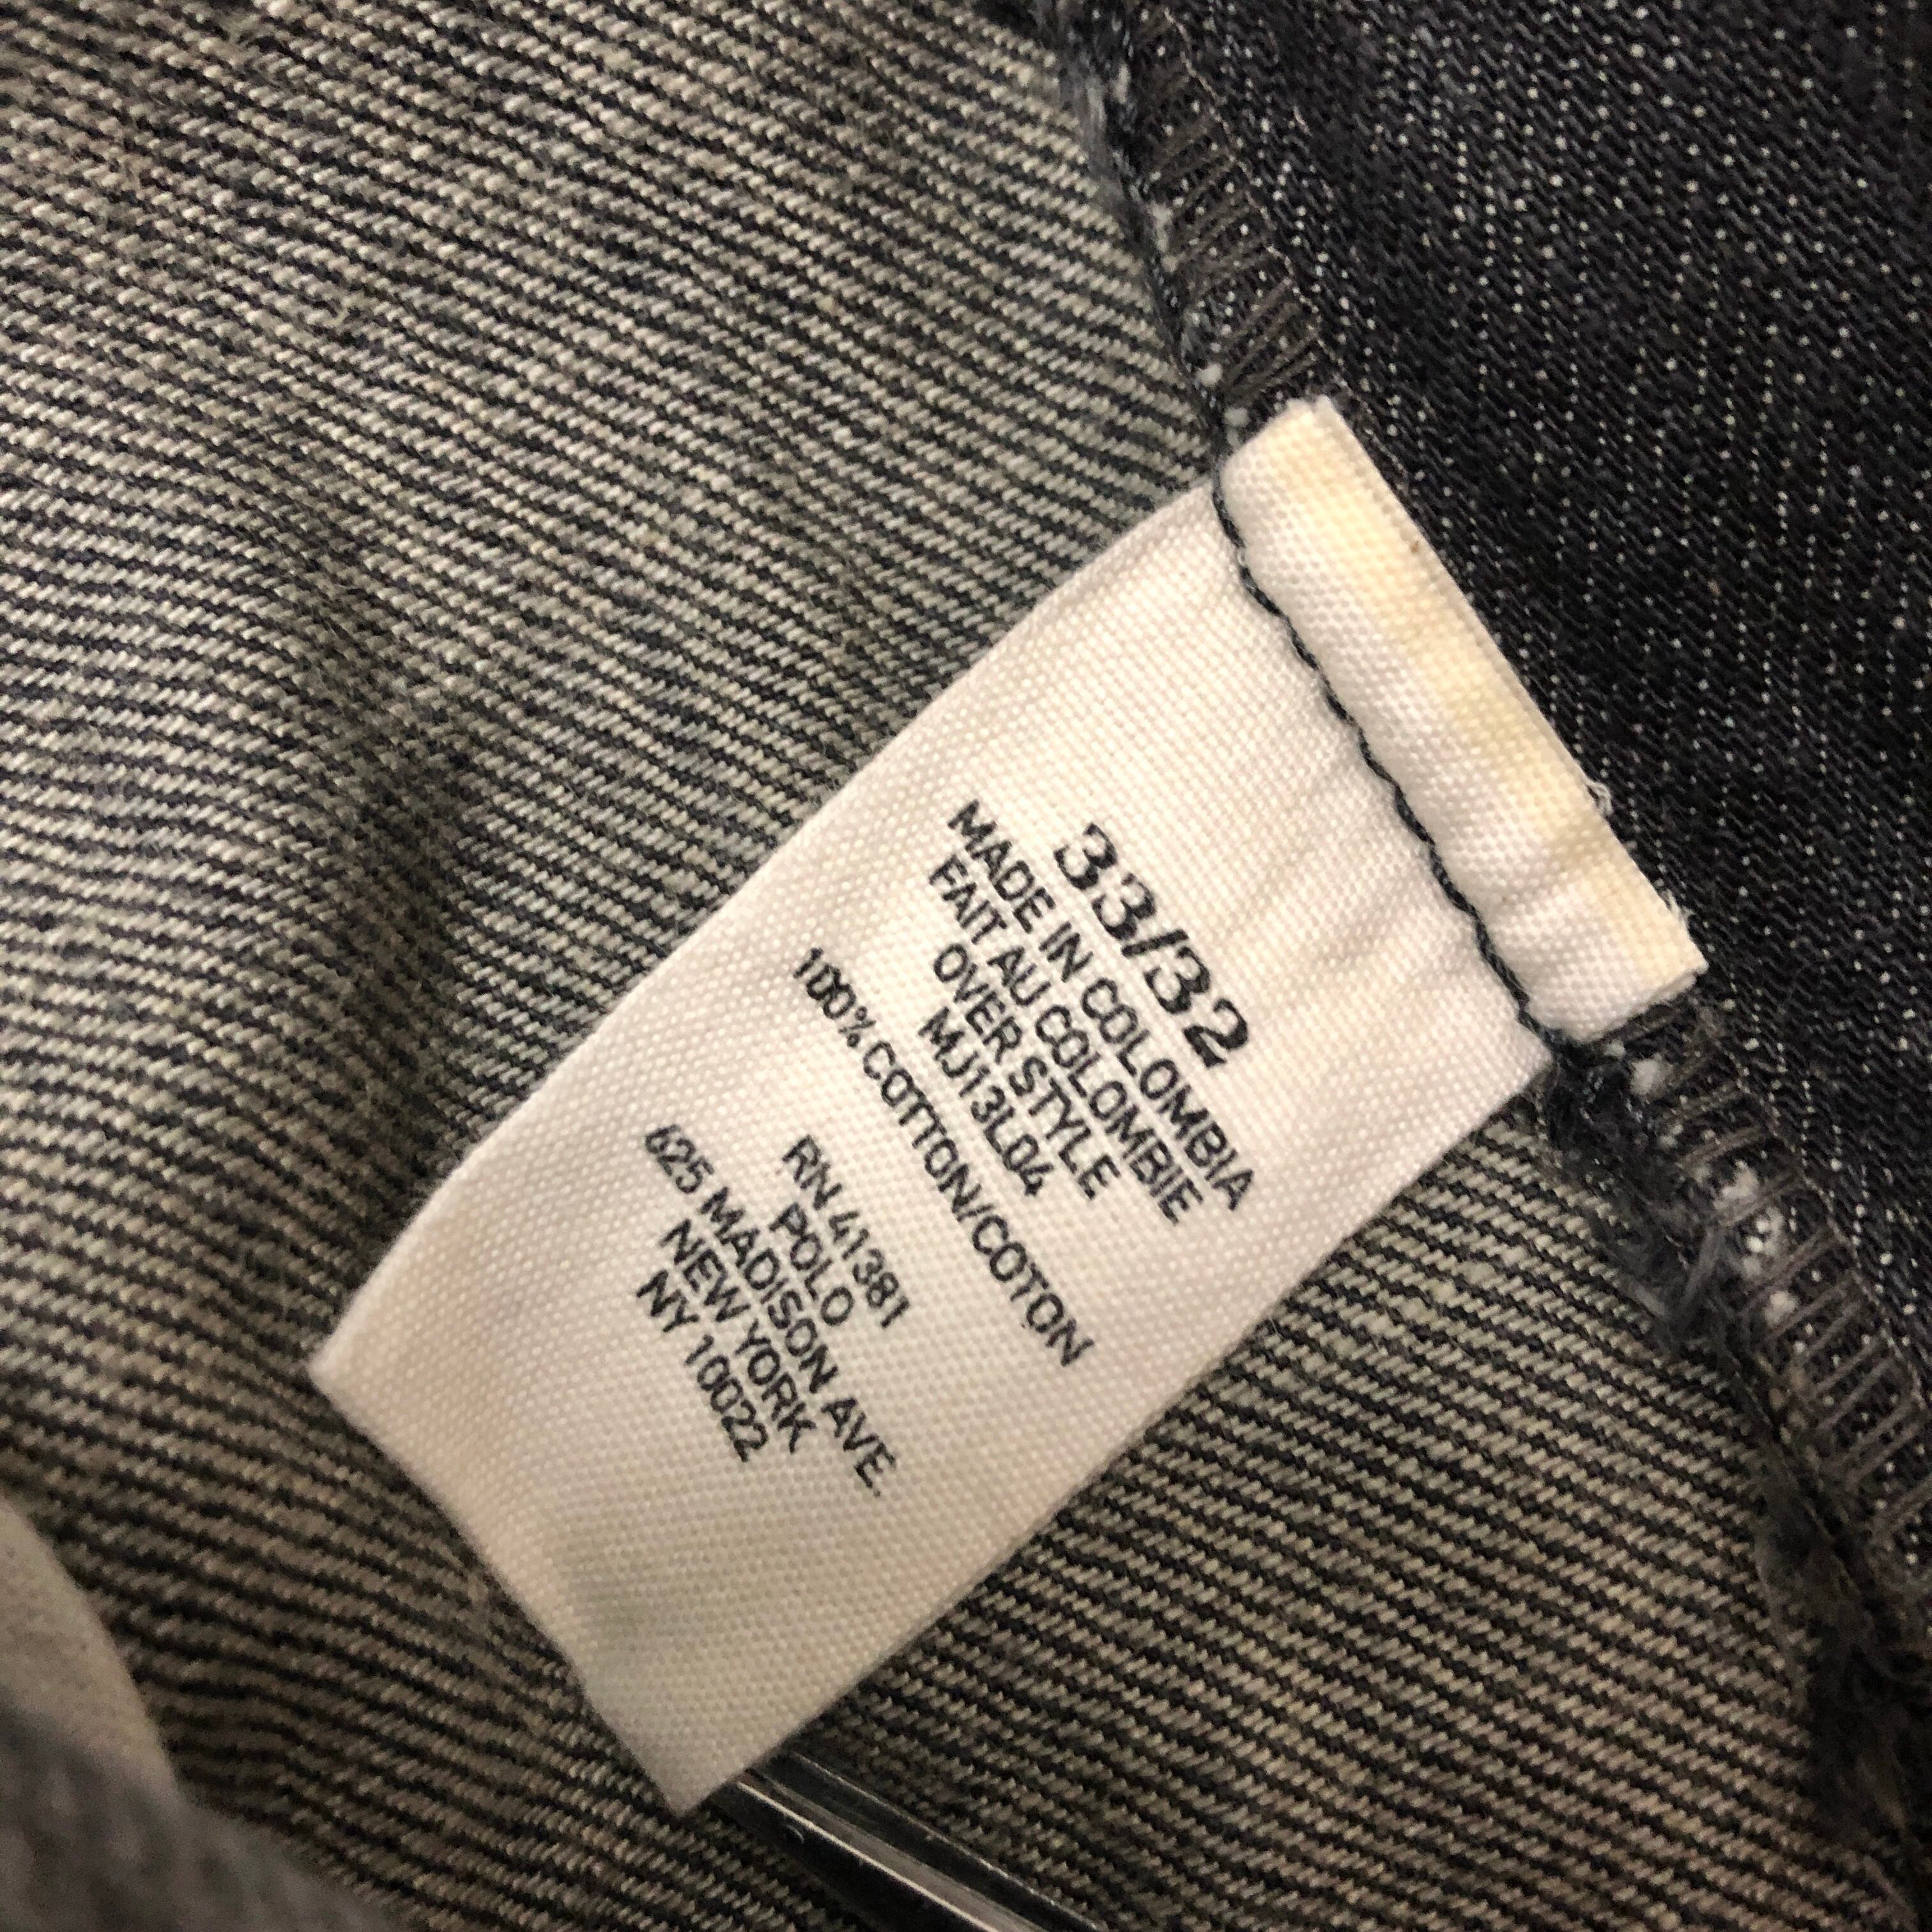 33/32
MADE IN COLOMBIA
FAIT AU COLOMBIE
OVER STYLE
MJ13L04
100% COTTON/COTON
RN 41381
POLO
625 MADISON AVE.
NEW YORK
NY 10022